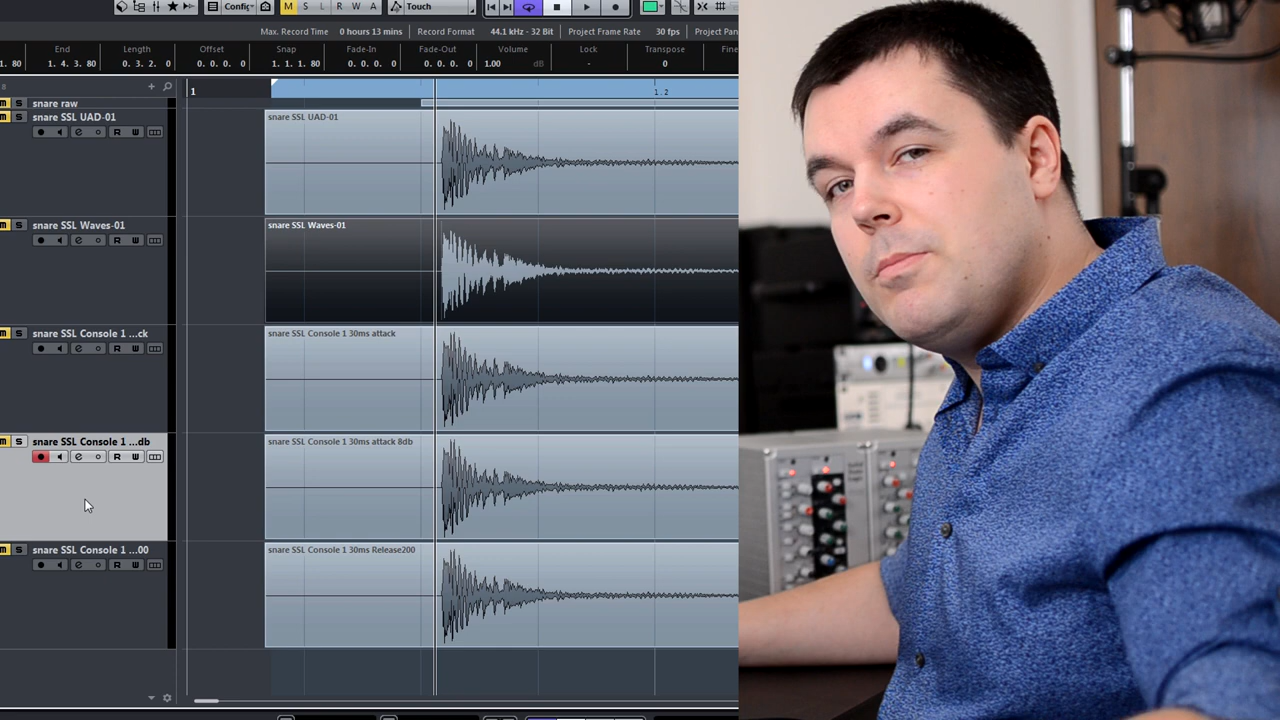 Config
M S L R W A
Touch
Max. Record Time 0 hours 13 mins Record Format 44.1 kHz - 32 Bit Project Frame Rate 30 fps Project Pan
End Length Offset Snap Fade-In Fade-Out Volume Lock Transpose Fine
1. 80 1. 4. 3. 80 0. 3. 2. 0 0. 0. 0. 0 1. 1. 1. 80 0. 0. 0. 0 0. 0. 0. 0 1.00 dB - 0
1 1. 2
m S snare raw
m S snare SSL UAD-01
R W
snare SSL UAD-01
m S snare SSL Waves-01
R W
snare SSL Waves-01
m S snare SSL Console 1 ...ck
R W
snare SSL Console 1 30ms attack
m S snare SSL Console 1 ...db
R W
snare SSL Console 1 30ms attack 8db
m S snare SSL Console 1 ...00
R W
snare SSL Console 1 30ms Release200